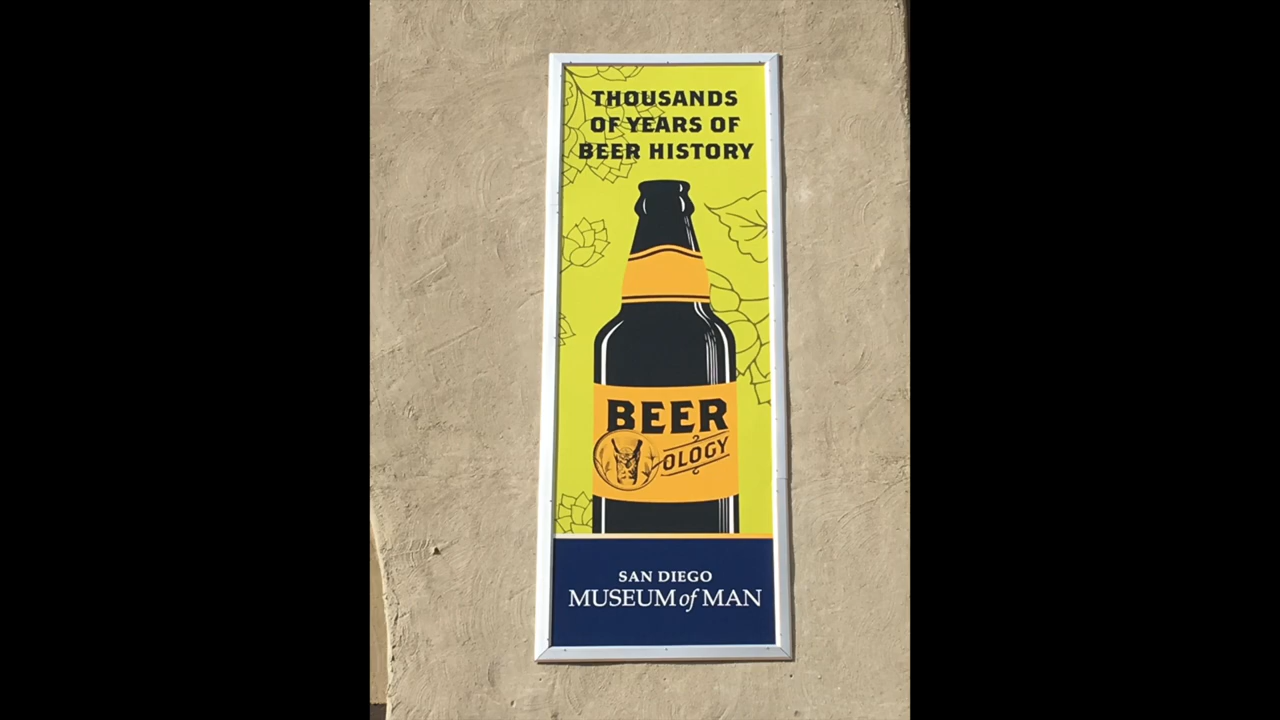 THOUSANDS
OF YEARS OF
BEER HISTORY
BEER
OLOGY
SAN DIEGO
MUSEUM of MAN